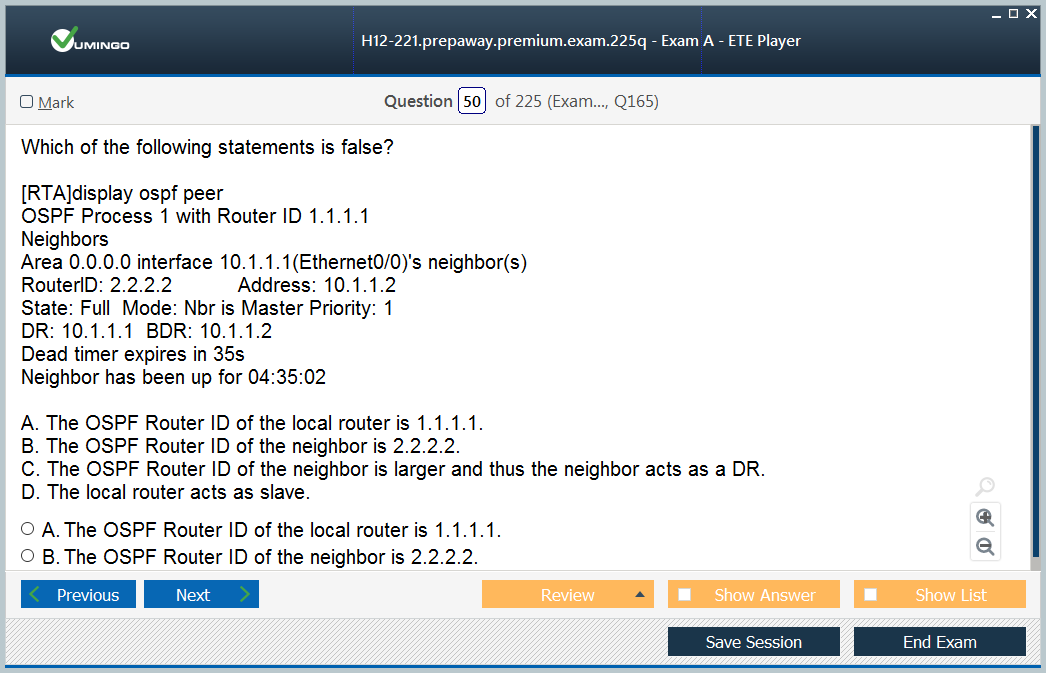 VUMINGO
H12-221.prepaway.premium.exam.225q - Exam A - ETE Player
Mark
Question 50 of 225 (Exam..., Q165)
Which of the following statements is false?
[RTA]display ospf peer
OSPF Process 1 with Router ID 1.1.1.1
Neighbors
Area 0.0.0.0 interface 10.1.1.1(Ethernet0/0)'s neighbor(s)
RouterID: 2.2.2.2 Address: 10.1.1.2
State: Full Mode: Nbr is Master Priority: 1
DR: 10.1.1.1 BDR: 10.1.1.2
Dead timer expires in 35s
Neighbor has been up for 04:35:02
A. The OSPF Router ID of the local router is 1.1.1.1.
B. The OSPF Router ID of the neighbor is 2.2.2.2.
C. The OSPF Router ID of the neighbor is larger and thus the neighbor acts as a DR.
D. The local router acts as slave.
A. The OSPF Router ID of the local router is 1.1.1.1.
B. The OSPF Router ID of the neighbor is 2.2.2.2.
Previous
Next
Review
Show Answer
Show List
Save Session
End Exam